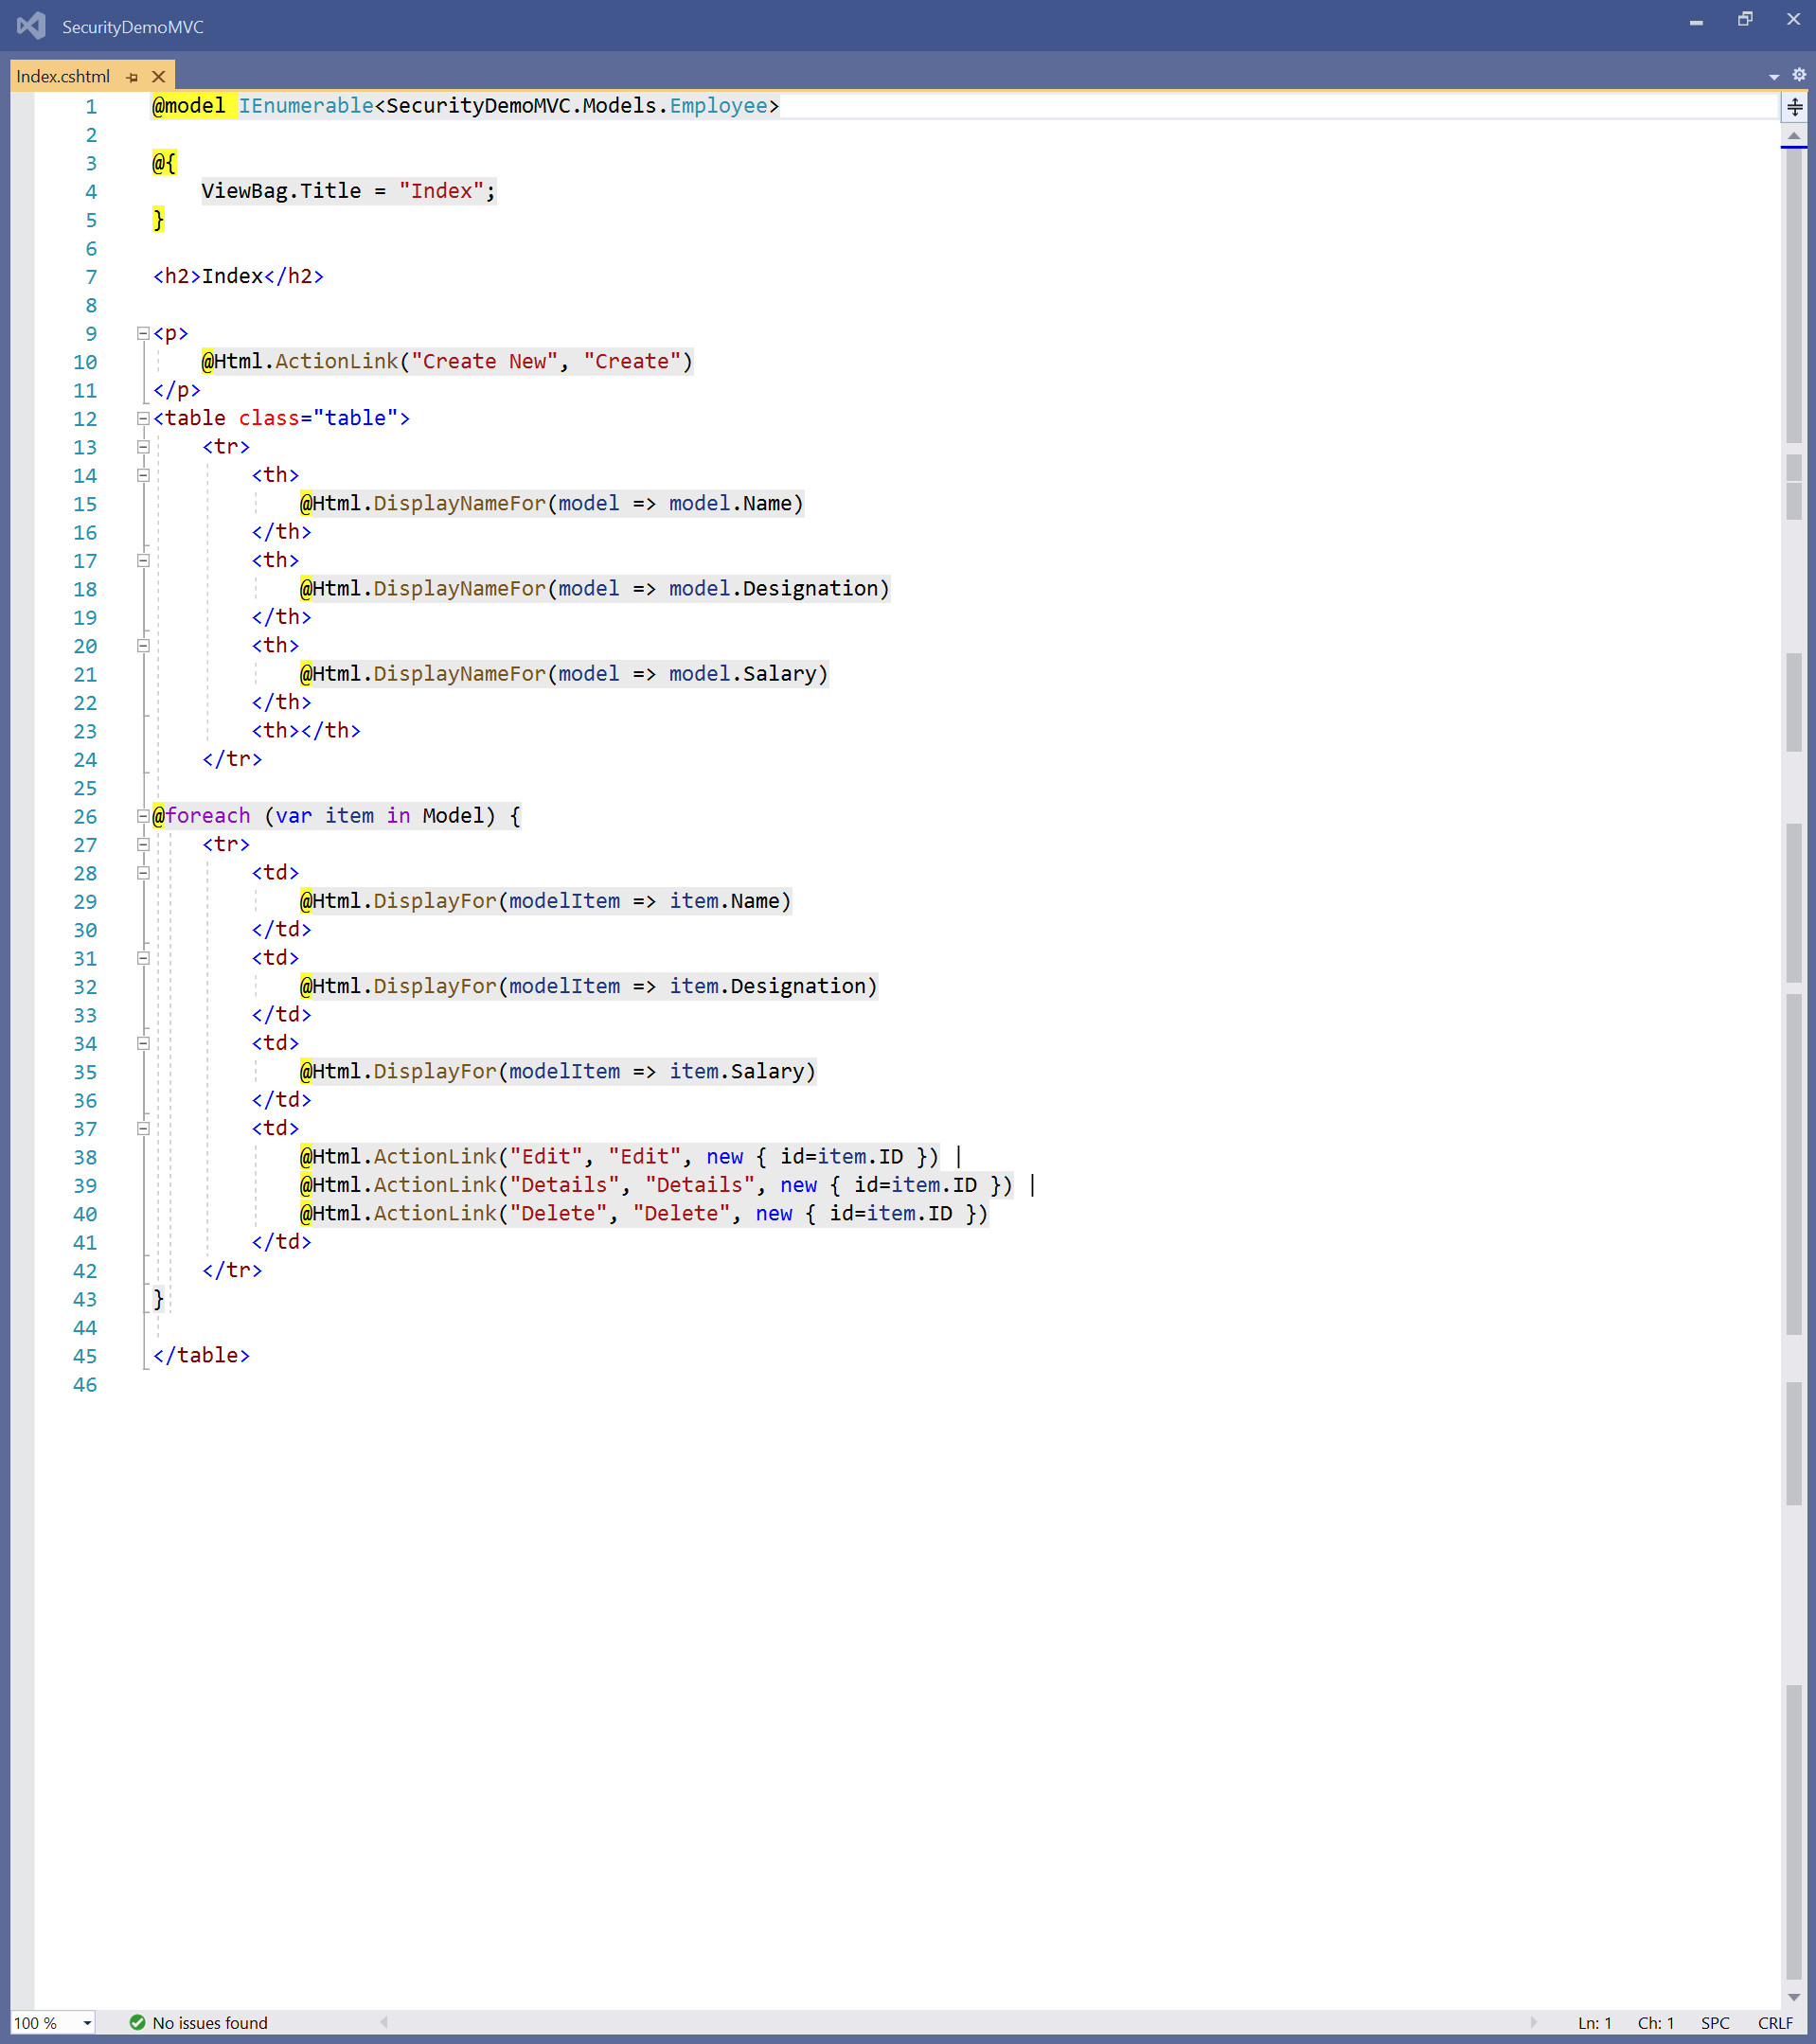 SecurityDemoMVC
Index.cshtml
1 @model IEnumerable<SecurityDemoMVC.Models.Employee>
2
3 @{
4     ViewBag.Title = "Index";
5 }
6
7 <h2>Index</h2>
8
9 <p>
10     @Html.ActionLink("Create New", "Create")
11 </p>
12 <table class="table">
13     <tr>
14         <th>
15             @Html.DisplayNameFor(model => model.Name)
16         </th>
17         <th>
18             @Html.DisplayNameFor(model => model.Designation)
19         </th>
20         <th>
21             @Html.DisplayNameFor(model => model.Salary)
22         </th>
23         <th></th>
24     </tr>
25
26 @foreach (var item in Model) {
27     <tr>
28         <td>
29             @Html.DisplayFor(modelItem => item.Name)
30         </td>
31         <td>
32             @Html.DisplayFor(modelItem => item.Designation)
33         </td>
34         <td>
35             @Html.DisplayFor(modelItem => item.Salary)
36         </td>
37         <td>
38             @Html.ActionLink("Edit", "Edit", new { id=item.ID }) |
39             @Html.ActionLink("Details", "Details", new { id=item.ID }) |
40             @Html.ActionLink("Delete", "Delete", new { id=item.ID })
41         </td>
42     </tr>
43 }
44
45 </table>
46
100 % No issues found Ln: 1 Ch: 1 SPC CRLF